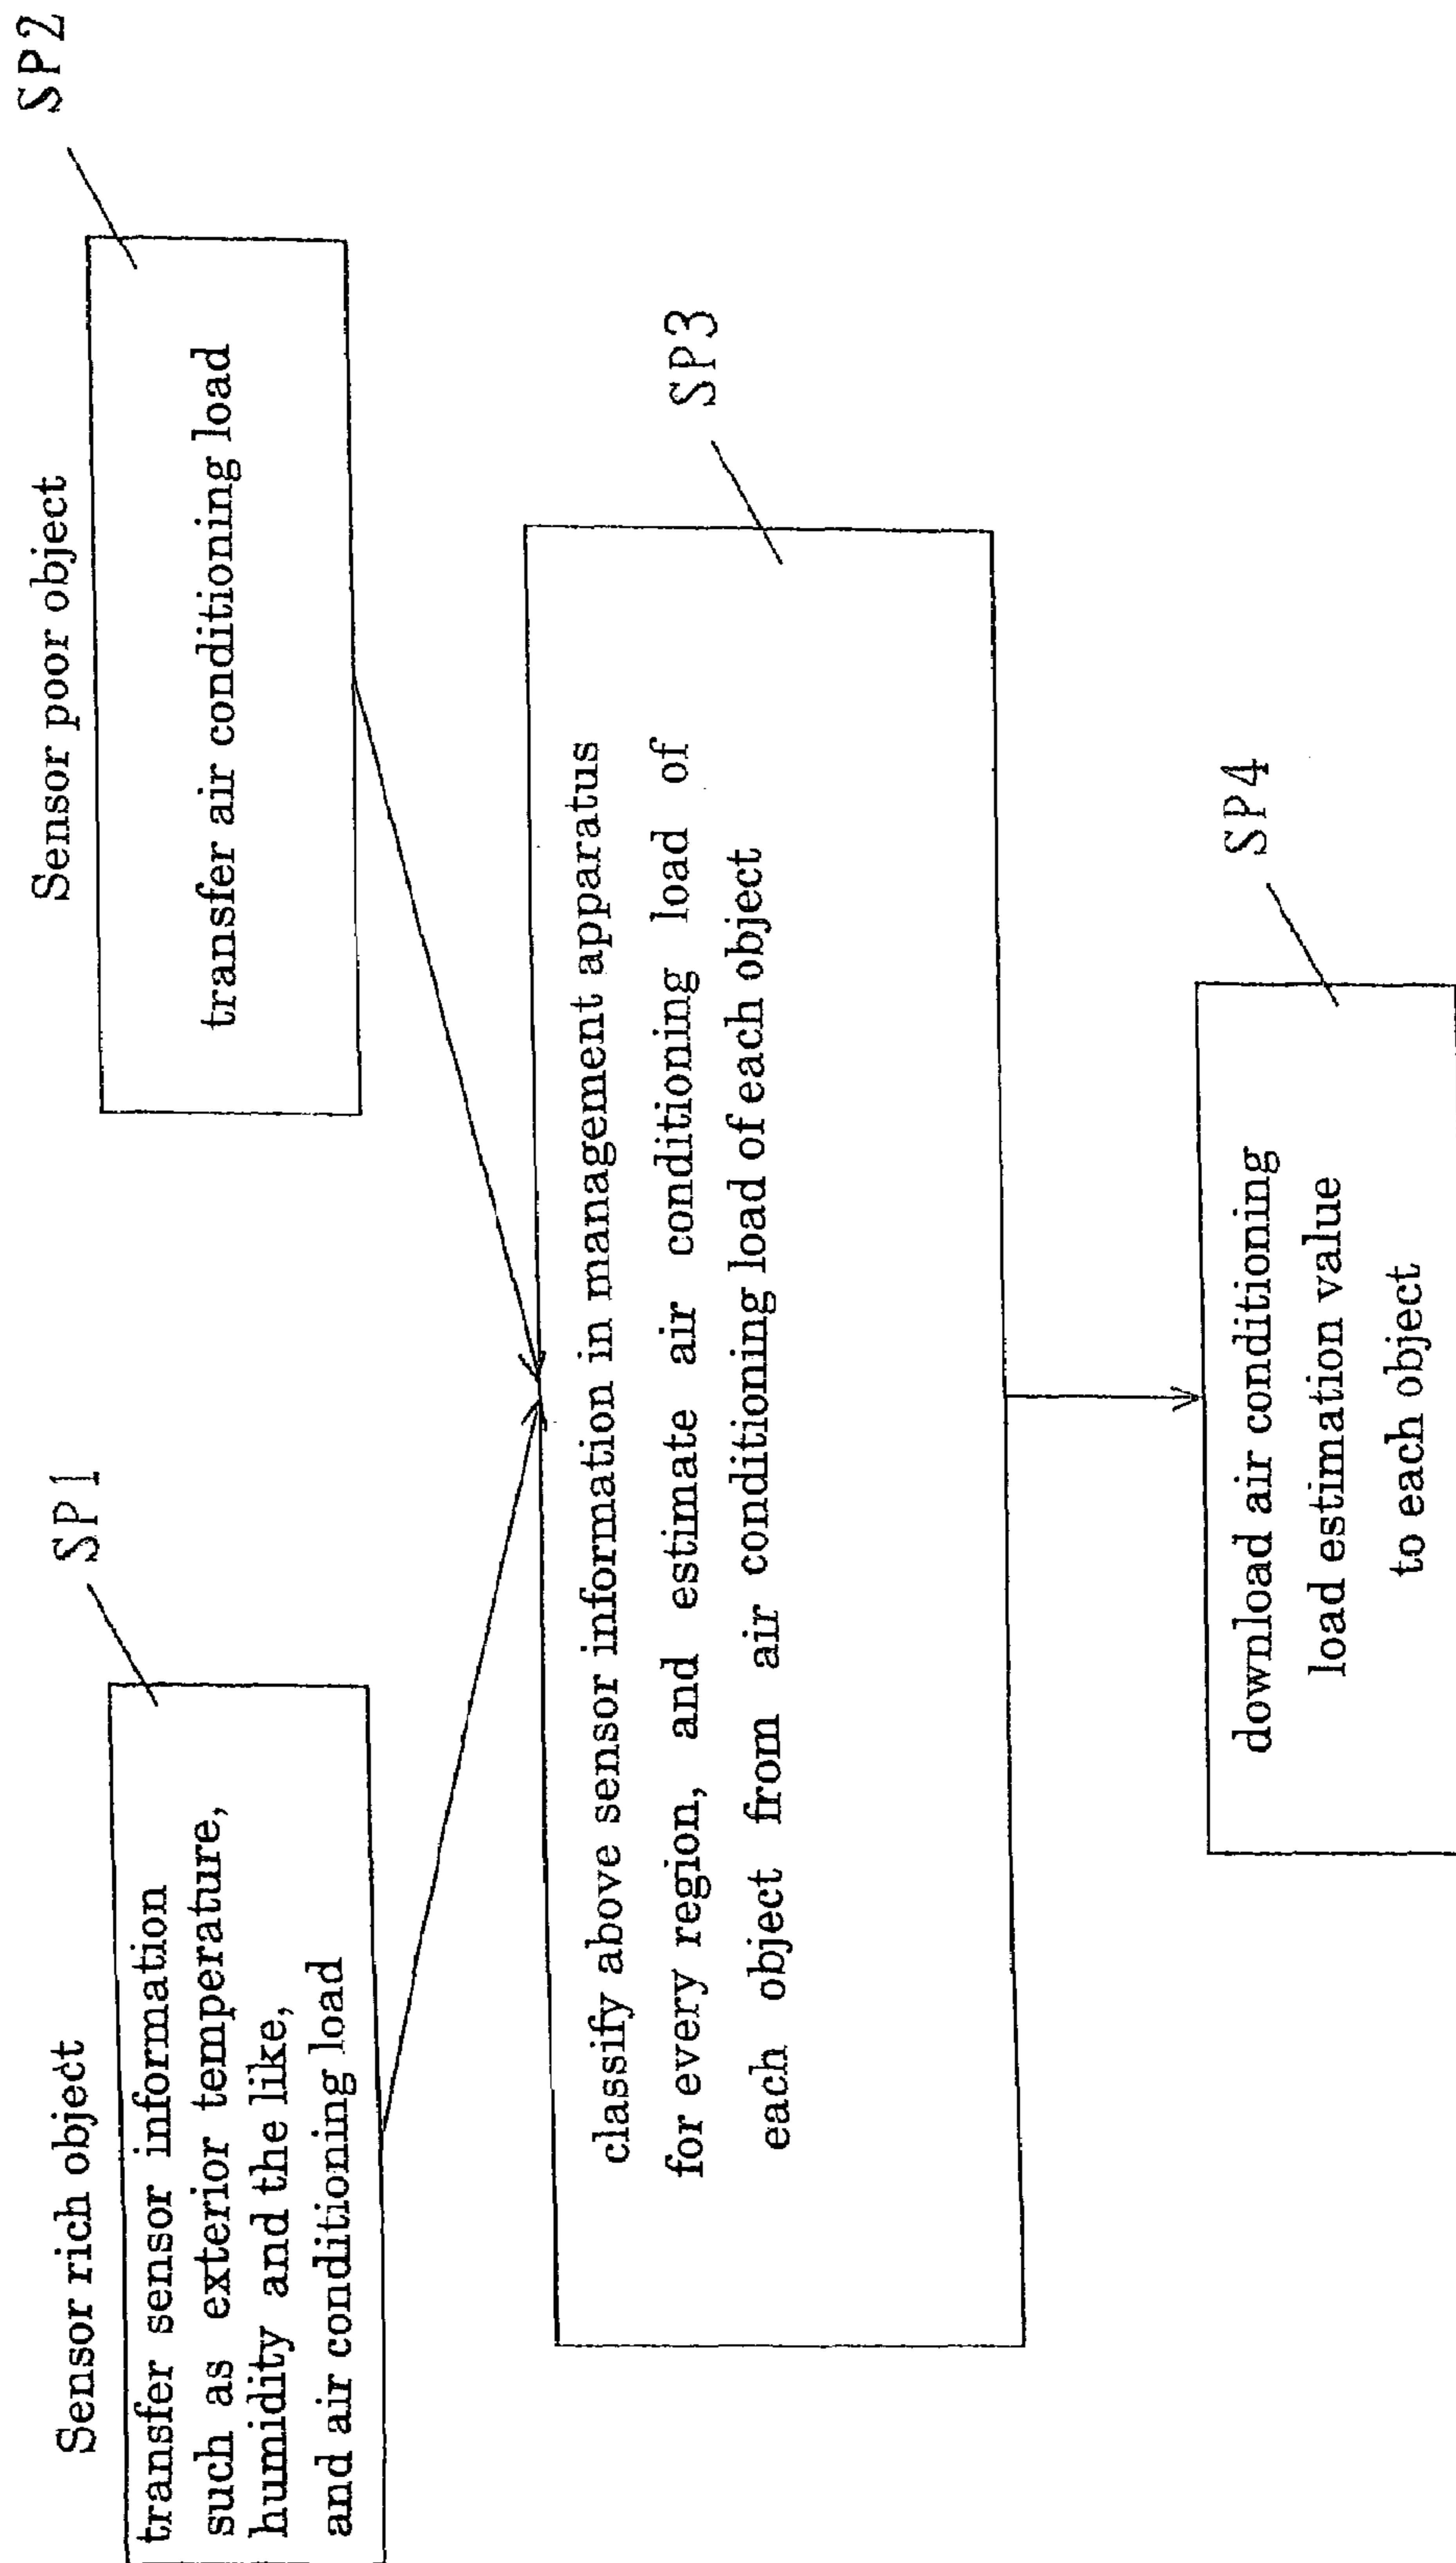 Sensor rich object
SP1
transfer sensor information
such as exterior temperature,
humidity and the like,
and air conditioning load
Sensor poor object
SP2
transfer air conditioning load
SP3
classify above sensor information in management apparatus
for every region, and estimate air conditioning load of
each object from air conditioning load of each object
SP4
download air conditioning
load estimation value
to each object